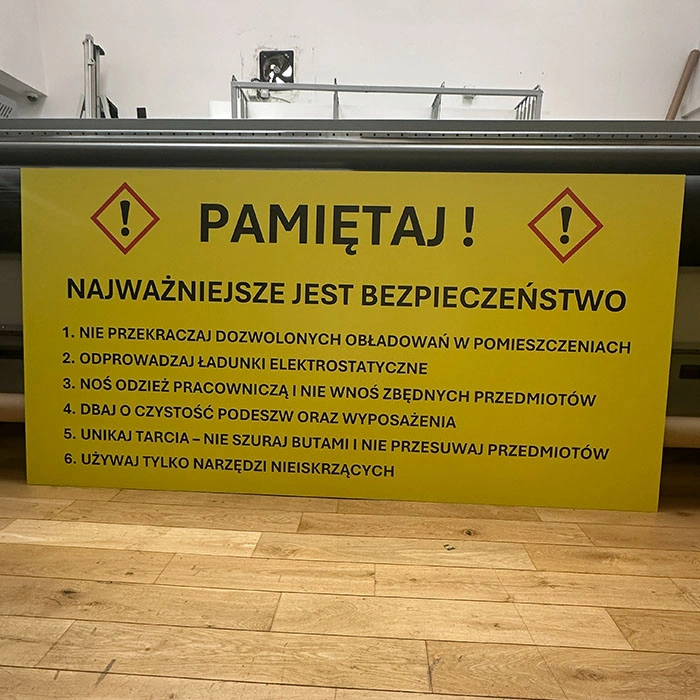 ! PAMIĘTAJ ! !
NAJWAŻNIEJSZE JEST BEZPIECZEŃSTWO
1. NIE PRZEKRACZAJ DOZWOLONYCH OBŁADOWAŃ W POMIESZCZENIACH
2. ODPROWADZAJ ŁADUNKI ELEKTROSTATYCZNE
3. NOŚ ODZIEŻ PRACOWNICZĄ I NIE WNOŚ ZBĘDNYCH PRZEDMIOTÓW
4. DBAJ O CZYSTOŚĆ PODESZW ORAZ WYPOSAŻENIA
5. UNIKAJ TARCIA – NIE SZURAJ BUTAMI I NIE PRZESUWAJ PRZEDMIOTÓW
6. UŻYWAJ TYLKO NARZĘDZI NIEISKRZĄCYCH